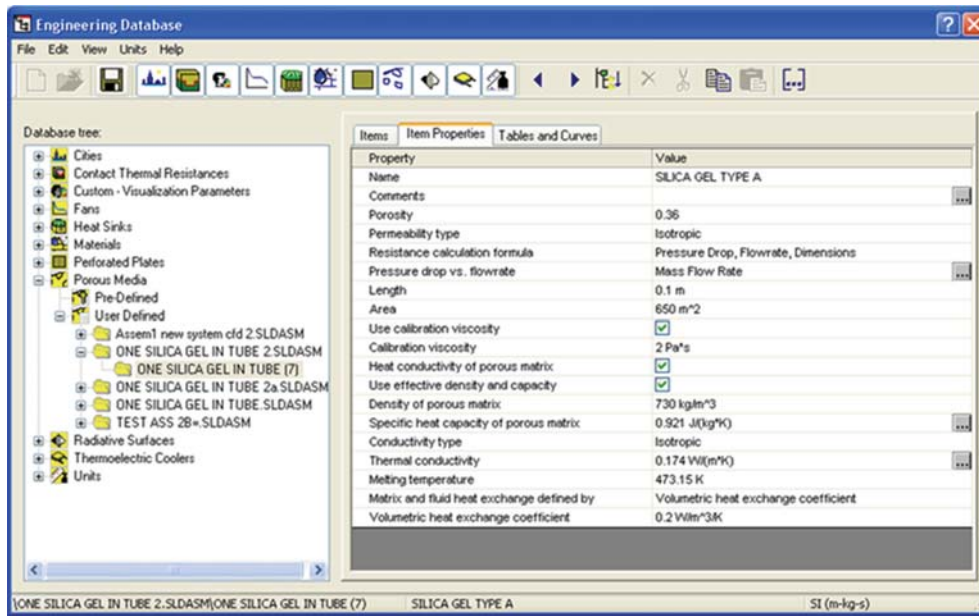 Engineering Database
File Edit View Units Help
Database tree:
Cities
Contact Thermal Resistances
Custom - Visualization Parameters
Fans
Heat Sinks
Materials
Perforated Plates
Porous Media
Pre-Defined
User Defined
Assem1 new system cfd 2.SLDASM
ONE SILICA GEL IN TUBE 2.SLDASM
ONE SILICA GEL IN TUBE (7)
ONE SILICA GEL IN TUBE 2a.SLDASM
ONE SILICA GEL IN TUBE.SLDASM
TEST ASS 2B=.SLDASM
Radiative Surfaces
Thermoelectric Coolers
Units
Items Item Properties Tables and Curves
Property Value
Name SILICA GEL TYPE A
Comments ...
Porosity 0.36
Permeability type Isotropic
Resistance calculation formula Pressure Drop, Flowrate, Dimensions
Pressure drop vs. flowrate Mass Flow Rate ...
Length 0.1 m
Area 650 m^2
Use calibration viscosity
Calibration viscosity 2 Pa*s
Heat conductivity of porous matrix
Use effective density and capacity
Density of porous matrix 730 kg/m^3
Specific heat capacity of porous matrix 0.921 J/(kg*K) ...
Conductivity type Isotropic
Thermal conductivity 0.174 W/(m*K) ...
Melting temperature 473.15 K
Matrix and fluid heat exchange defined by Volumetric heat exchange coefficient
Volumetric heat exchange coefficient 0.2 W/m^3/K
\ONE SILICA GEL IN TUBE 2.SLDASM\ONE SILICA GEL IN TUBE (7) SILICA GEL TYPE A SI (m-kg-s)